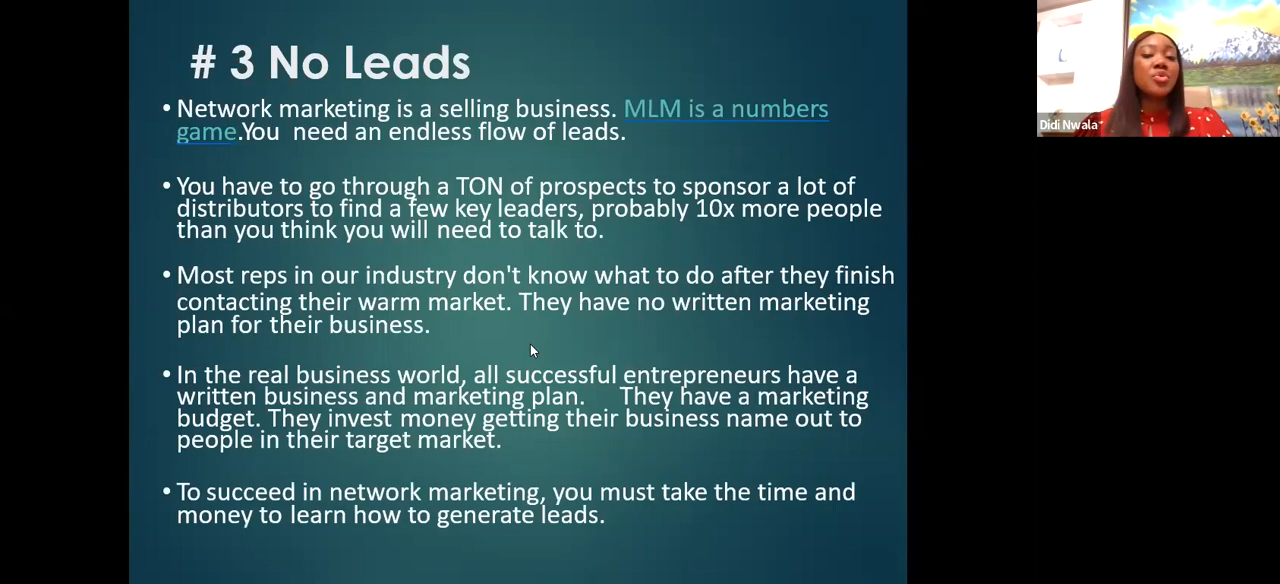 # 3 No Leads
• Network marketing is a selling business. MLM is a numbers
game.You  need an endless flow of leads.
• You have to go through a TON of prospects to sponsor a lot of
distributors to find a few key leaders, probably 10x more people
than you think you will need to talk to.
• Most reps in our industry don't know what to do after they finish
contacting their warm market. They have no written marketing
plan for their business.
• In the real business world, all successful entrepreneurs have a
written business and marketing plan.    They have a marketing
budget. They invest money getting their business name out to
people in their target market.
• To succeed in network marketing, you must take the time and
money to learn how to generate leads.
Didi Nwala